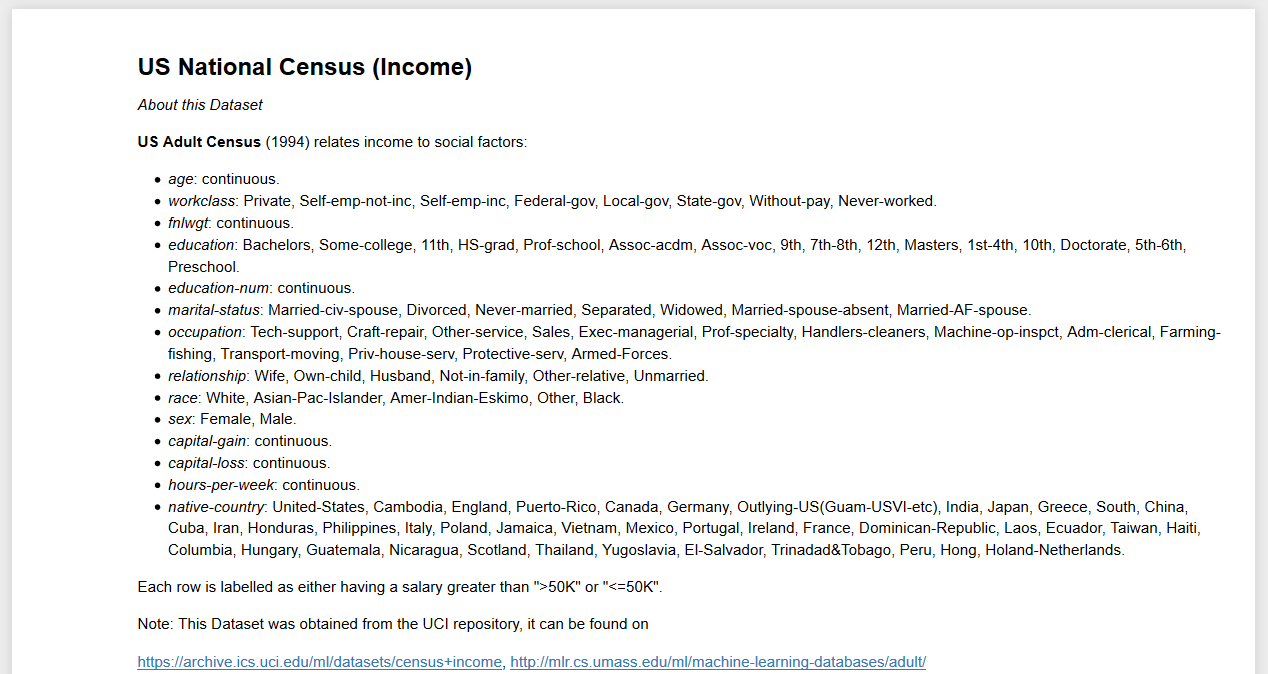 US National Census (Income)
About this Dataset
US Adult Census (1994) relates income to social factors:
• age: continuous.
• workclass: Private, Self-emp-not-inc, Self-emp-inc, Federal-gov, Local-gov, State-gov, Without-pay, Never-worked.
• fnlwgt: continuous.
• education: Bachelors, Some-college, 11th, HS-grad, Prof-school, Assoc-acdm, Assoc-voc, 9th, 7th-8th, 12th, Masters, 1st-4th, 10th, Doctorate, 5th-6th,
Preschool.
• education-num: continuous.
• marital-status: Married-civ-spouse, Divorced, Never-married, Separated, Widowed, Married-spouse-absent, Married-AF-spouse.
• occupation: Tech-support, Craft-repair, Other-service, Sales, Exec-managerial, Prof-specialty, Handlers-cleaners, Machine-op-inspct, Adm-clerical, Farming-
fishing, Transport-moving, Priv-house-serv, Protective-serv, Armed-Forces.
• relationship: Wife, Own-child, Husband, Not-in-family, Other-relative, Unmarried.
• race: White, Asian-Pac-Islander, Amer-Indian-Eskimo, Other, Black.
• sex: Female, Male.
• capital-gain: continuous.
• capital-loss: continuous.
• hours-per-week: continuous.
• native-country: United-States, Cambodia, England, Puerto-Rico, Canada, Germany, Outlying-US(Guam-USVI-etc), India, Japan, Greece, South, China,
Cuba, Iran, Honduras, Philippines, Italy, Poland, Jamaica, Vietnam, Mexico, Portugal, Ireland, France, Dominican-Republic, Laos, Ecuador, Taiwan, Haiti,
Columbia, Hungary, Guatemala, Nicaragua, Scotland, Thailand, Yugoslavia, El-Salvador, Trinadad&Tobago, Peru, Hong, Holand-Netherlands.
Each row is labelled as either having a salary greater than ">50K" or "<=50K".
Note: This Dataset was obtained from the UCI repository, it can be found on
https://archive.ics.uci.edu/ml/datasets/census+income, http://mlr.cs.umass.edu/ml/machine-learning-databases/adult/